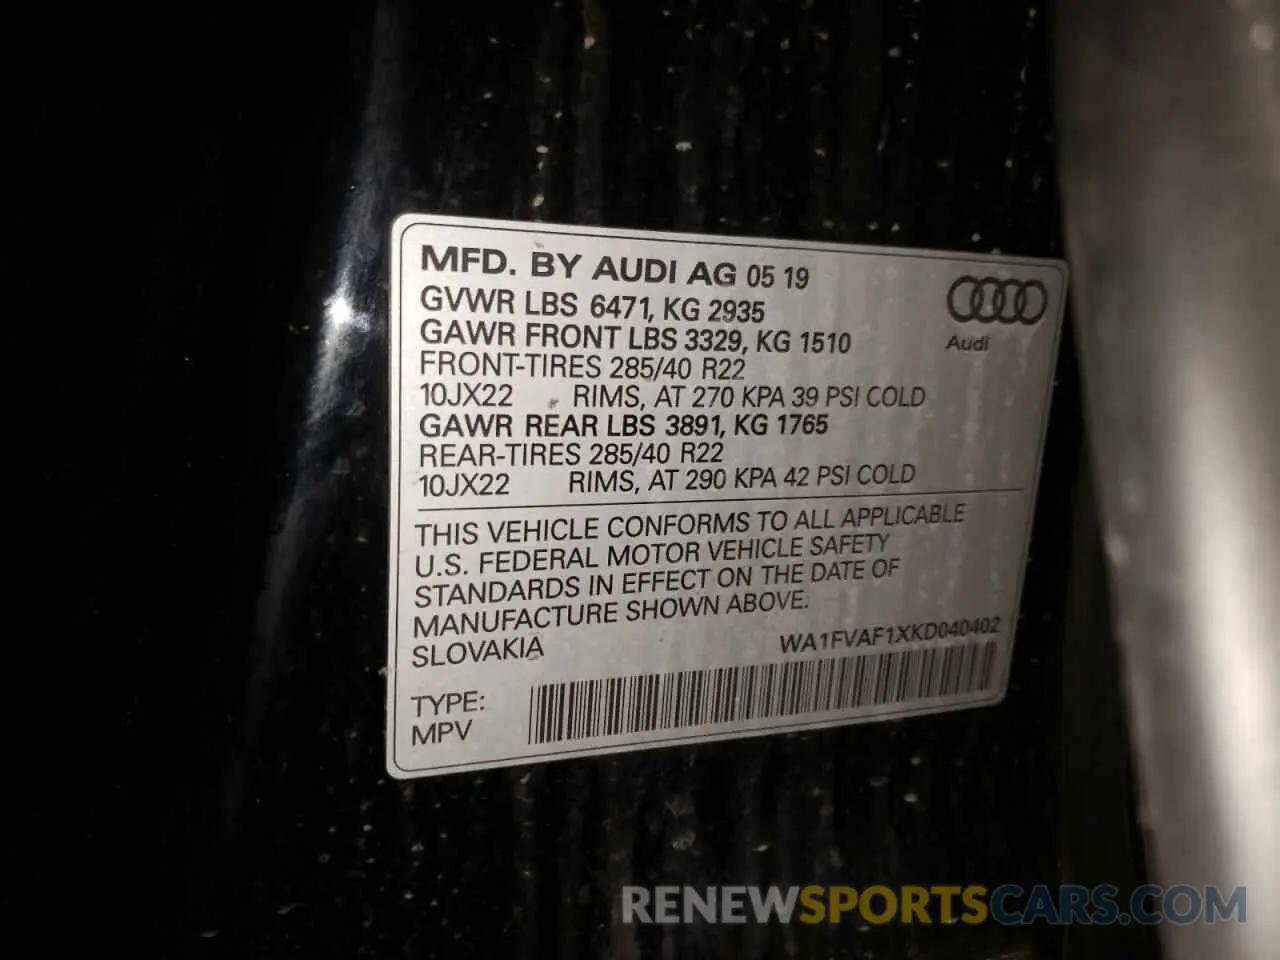 MFD. BY AUDI AG 05 19
GVWR LBS 6471, KG 2935
GAWR FRONT LBS 3329, KG 1510
FRONT-TIRES 285/40 R22
10JX22 RIMS, AT 270 KPA 39 PSI COLD
GAWR REAR LBS 3891, KG 1765
REAR-TIRES 285/40 R22
10JX22 RIMS, AT 290 KPA 42 PSI COLD
Audi
THIS VEHICLE CONFORMS TO ALL APPLICABLE
U.S. FEDERAL MOTOR VEHICLE SAFETY
STANDARDS IN EFFECT ON THE DATE OF
MANUFACTURE SHOWN ABOVE.
SLOVAKIA
WA1FVAF1XKD040402
TYPE:
MPV
RENEWSPORTSCARS.COM